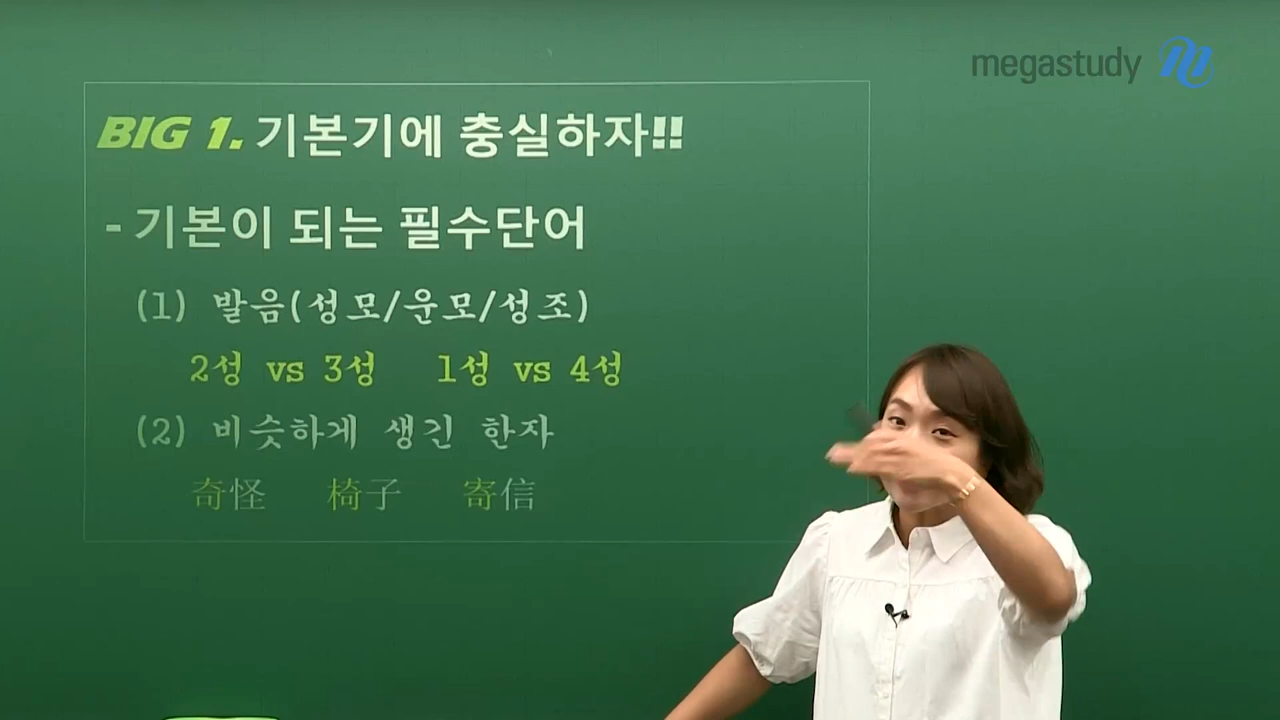 megastudy
BIG 1. 기본기에 충실하자!!
- 기본이 되는 필수단어
(1) 발음(성모/운모/성조)
2성 vs 3성 1성 vs 4성
(2) 비슷하게 생긴 한자
奇怪 椅子 寄信